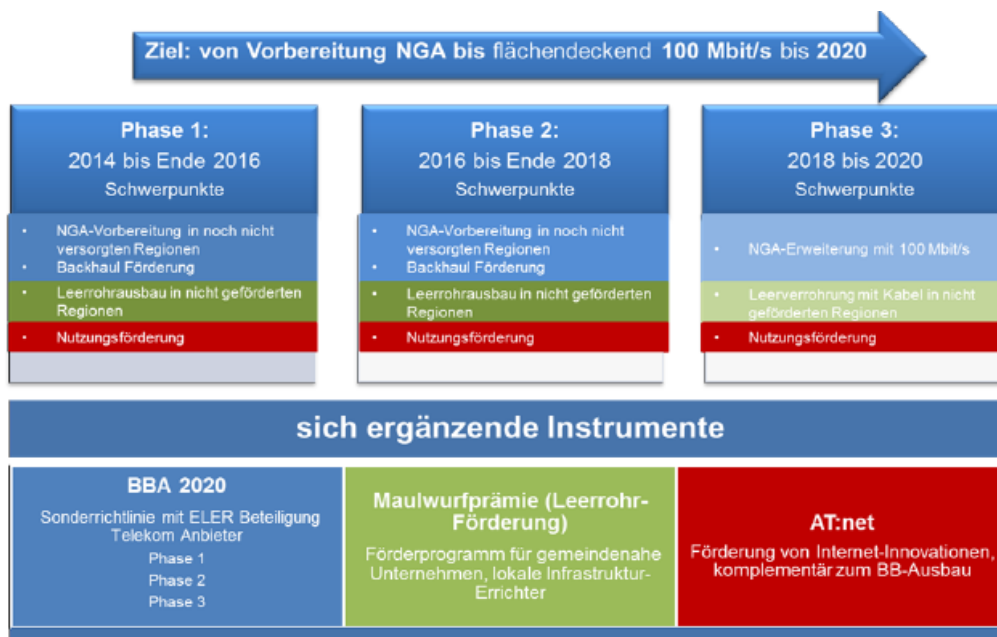 Ziel: von Vorbereitung NGA bis flächendeckend 100 Mbit/s bis 2020
Phase 1:
2014 bis Ende 2016
Schwerpunkte
• NGA-Vorbereitung in noch nicht
versorgten Regionen
• Backhaul Förderung
• Leerrohrausbau in nicht geförderten
Regionen
• Nutzungsförderung
Phase 2:
2016 bis Ende 2018
Schwerpunkte
• NGA-Vorbereitung in noch nicht
versorgten Regionen
• Backhaul Förderung
• Leerrohrausbau in nicht geförderten
Regionen
• Nutzungsförderung
Phase 3:
2018 bis 2020
Schwerpunkte
• NGA-Erweiterung mit 100 Mbit/s
• Leerverrohrung mit Kabel in nicht
geförderten Regionen
• Nutzungsförderung
sich ergänzende Instrumente
BBA 2020
Sonderrichtlinie mit ELER Beteiligung
Telekom Anbieter
Phase 1
Phase 2
Phase 3
Maulwurfprämie (Leerrohr-
Förderung)
Förderprogramm für gemeindenahe
Unternehmen, lokale Infrastruktur-
Errichter
AT:net
Förderung von Internet-Innovationen,
komplementär zum BB-Ausbau